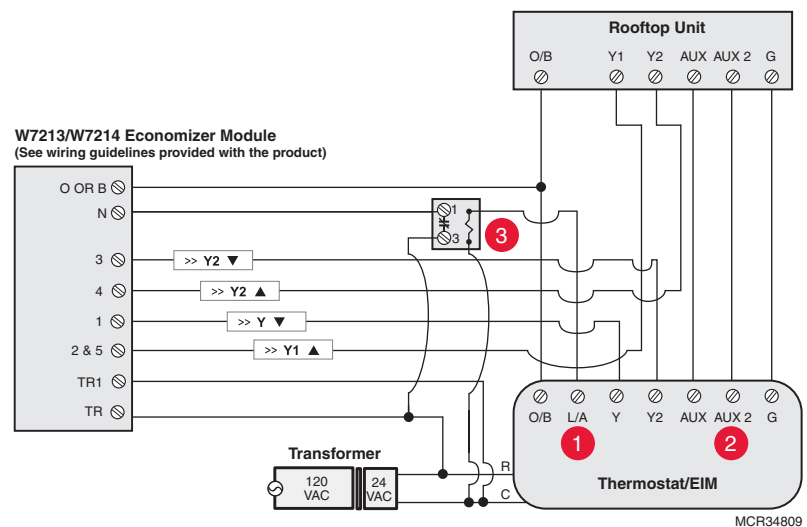 Rooftop Unit
O/B Y1 Y2 AUX AUX 2 G
W7213/W7214 Economizer Module
(See wiring guidelines provided with the product)
O OR B
N
1
3
3
3 >> Y2 ▼
4 >> Y2 ▲
1 >> Y ▼
2 & 5 >> Y1 ▲
TR1
TR
O/B L/A Y Y2 AUX AUX 2 G
1
2
Transformer
120
VAC
24
VAC
R
C
Thermostat/EIM
MCR34809